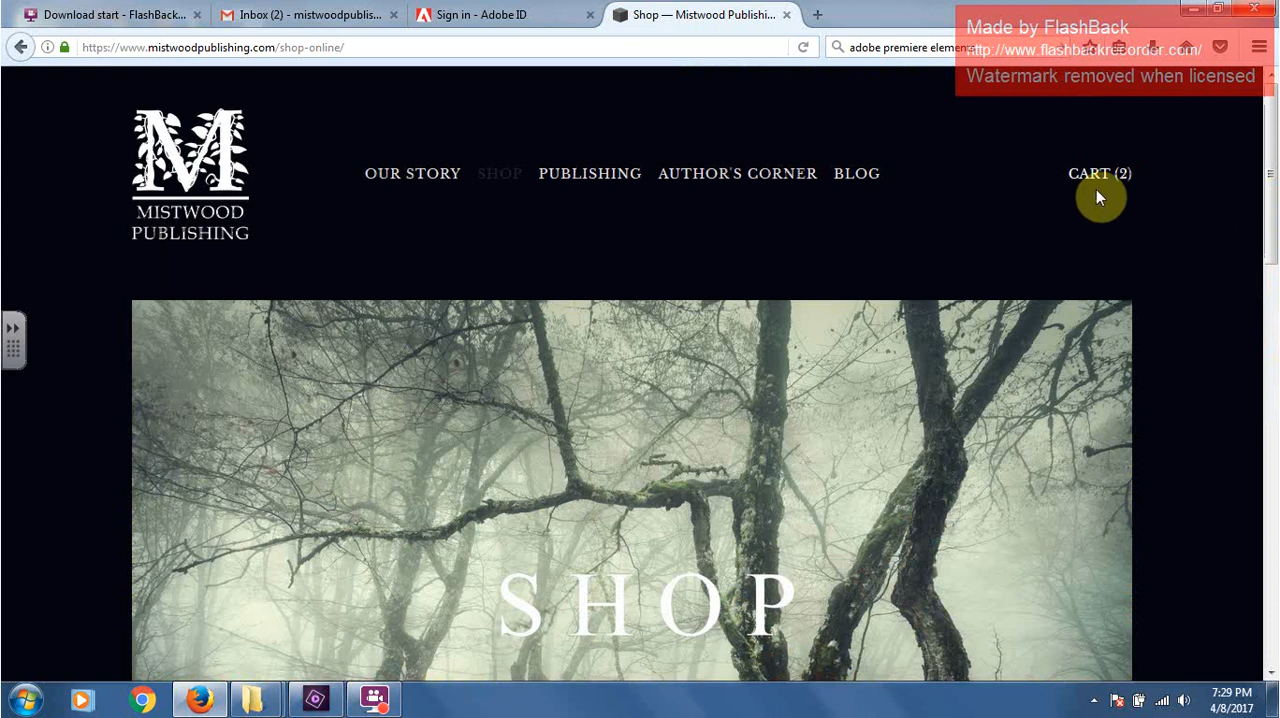 Download start - FlashBack...
Inbox (2) - mistwoodpublis...
Sign in - Adobe ID
Shop — Mistwood Publishi...
https://www.mistwoodpublishing.com/shop-online/
adobe premiere elemen
Made by FlashBack
http://www.flashbackrecorder.com/
Watermark removed when licensed
M
MISTWOOD
PUBLISHING
OUR STORY
SHOP
PUBLISHING
AUTHOR'S CORNER
BLOG
CART (2)
SHOP
7:29 PM
4/8/2017